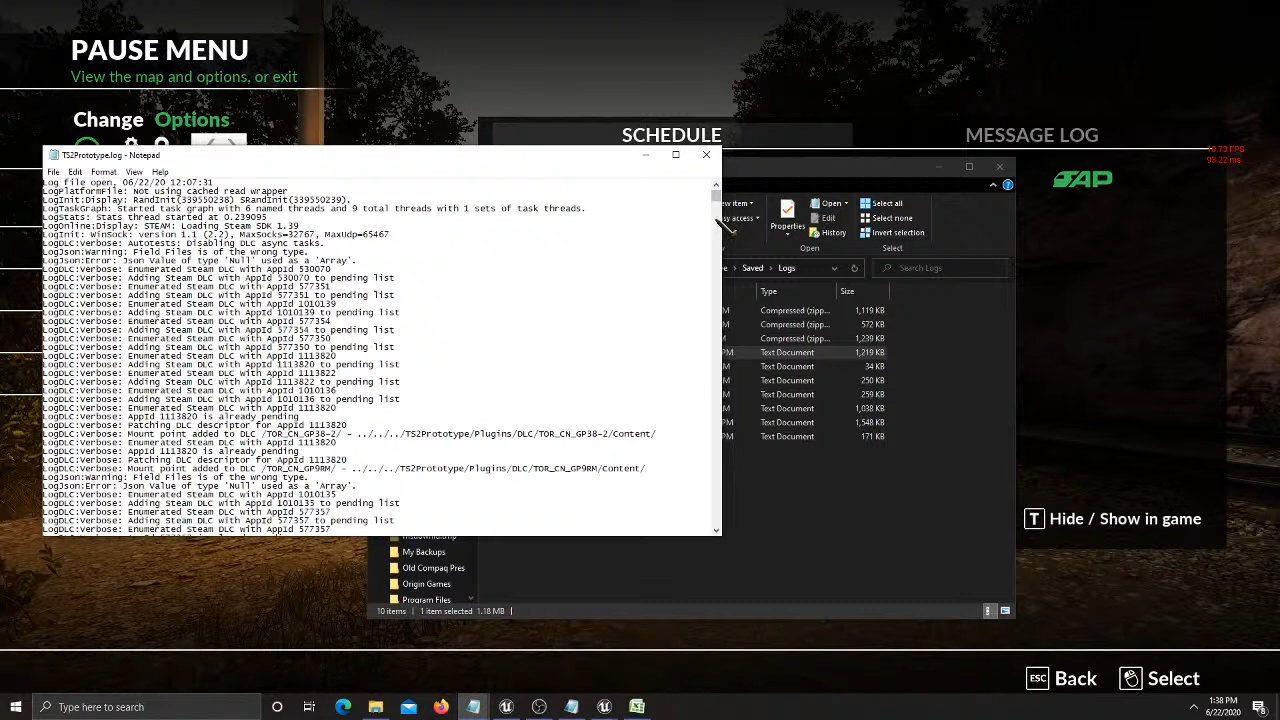 PAUSE MENU
View the map and options, or exit
Change Options
SCHEDULE
MESSAGE LOG
10.73 FPS
93.22 ms
TS2Prototype.log - Notepad
File Edit Format View Help
Log file open, 06/22/20 12:07:31
LogPlatformFile: Not using cached read wrapper
LogInit:Display: RandInit(339550238) SRandInit(339550239).
LogTaskGraph: Started task graph with 6 named threads and 9 total threads with 1 sets of task threads.
LogStats: Stats thread started at 0.239095
LogOnline:Display: STEAM: Loading Steam SDK 1.39
LogInit: WinSock: version 1.1 (2.2), MaxSocks=32767, MaxUdp=65467
LogDLC:Verbose: Autotests: Disabling DLC async tasks.
LogJson:Warning: Field Files is of the wrong type.
LogJson:Error: Json Value of type 'Null' used as a 'Array'.
LogDLC:Verbose: Enumerated Steam DLC with AppId 530070
LogDLC:Verbose: Adding Steam DLC with AppId 530070 to pending list
LogDLC:Verbose: Enumerated Steam DLC with AppId 577351
LogDLC:Verbose: Adding Steam DLC with AppId 577351 to pending list
LogDLC:Verbose: Enumerated Steam DLC with AppId 1010139
LogDLC:Verbose: Adding Steam DLC with AppId 1010139 to pending list
LogDLC:Verbose: Enumerated Steam DLC with AppId 577354
LogDLC:Verbose: Adding Steam DLC with AppId 577354 to pending list
LogDLC:Verbose: Enumerated Steam DLC with AppId 577350
LogDLC:Verbose: Adding Steam DLC with AppId 577350 to pending list
LogDLC:Verbose: Enumerated Steam DLC with AppId 1113820
LogDLC:Verbose: Adding Steam DLC with AppId 1113820 to pending list
LogDLC:Verbose: Enumerated Steam DLC with AppId 1113822
LogDLC:Verbose: Adding Steam DLC with AppId 1113822 to pending list
LogDLC:Verbose: Enumerated Steam DLC with AppId 1010136
LogDLC:Verbose: Adding Steam DLC with AppId 1010136 to pending list
LogDLC:Verbose: Enumerated Steam DLC with AppId 1113820
LogDLC:Verbose: AppId 1113820 is already pending
LogDLC:Verbose: Patching DLC descriptor for AppId 1113820
LogDLC:Verbose: Mount point added to DLC /TOR_CN_GP38-2/ - ../../../TS2Prototype/Plugins/DLC/TOR_CN_GP38-2/Content/
LogDLC:Verbose: Enumerated Steam DLC with AppId 1113820
LogDLC:Verbose: AppId 1113820 is already pending
LogDLC:Verbose: Patching DLC descriptor for AppId 1113820
LogDLC:Verbose: Mount point added to DLC /TOR_CN_GP9RM/ - ../../../TS2Prototype/Plugins/DLC/TOR_CN_GP9RM/Content/
LogJson:Warning: Field Files is of the wrong type.
LogJson:Error: Json Value of type 'Null' used as a 'Array'.
LogDLC:Verbose: Enumerated Steam DLC with AppId 1010135
LogDLC:Verbose: Adding Steam DLC with AppId 1010135 to pending list
LogDLC:Verbose: Enumerated Steam DLC with AppId 577357
LogDLC:Verbose: Adding Steam DLC with AppId 577357 to pending list
LogDLC:Verbose: Enumerated Steam DLC with AppId 577357
ew item
asy access
Properties
Open
Edit
History
Open
Select all
Select none
Invert selection
Select
Saved Logs
Search Logs
Type Size
M Compressed (zipp... 1,119 KB
M Compressed (zipp... 572 KB
M Compressed (zipp... 1,239 KB
PM Text Document 1,219 KB
M Text Document 34 KB
M Text Document 250 KB
M Text Document 259 KB
M Text Document 1,038 KB
PM Text Document 1,548 KB
M Text Document 171 KB
My Backups
Old Compaq Pres
Origin Games
Program Files
10 items 1 item selected 1.18 MB
T Hide / Show in game
ESC Back
Select
Type here to search
1:38 PM
6/22/2020
8